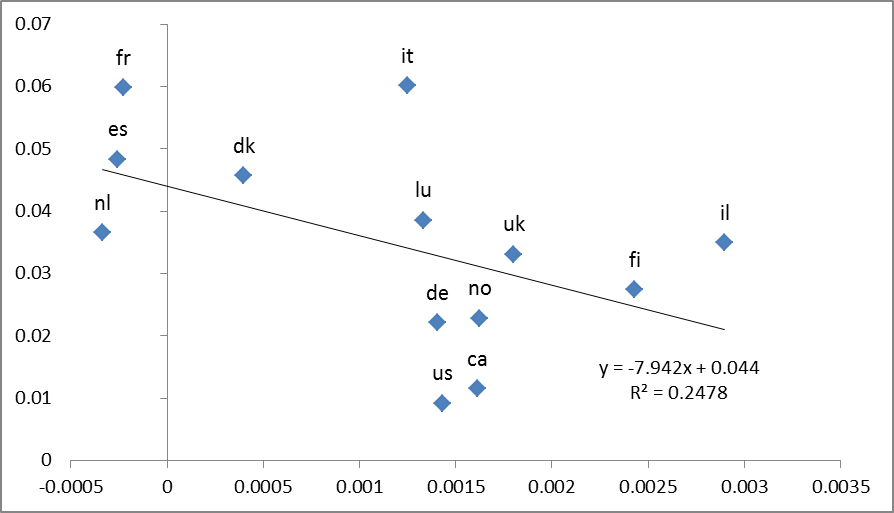 0.07
fr
it
0.06
es
0.05
dk
nl
lu
0.04
il
uk
0.03
fi
de
no
0.02
ca
us
y = -7.942x + 0.044
R² = 0.2478
0.01
0
-0.0005 0 0.0005 0.001 0.0015 0.002 0.0025 0.003 0.0035